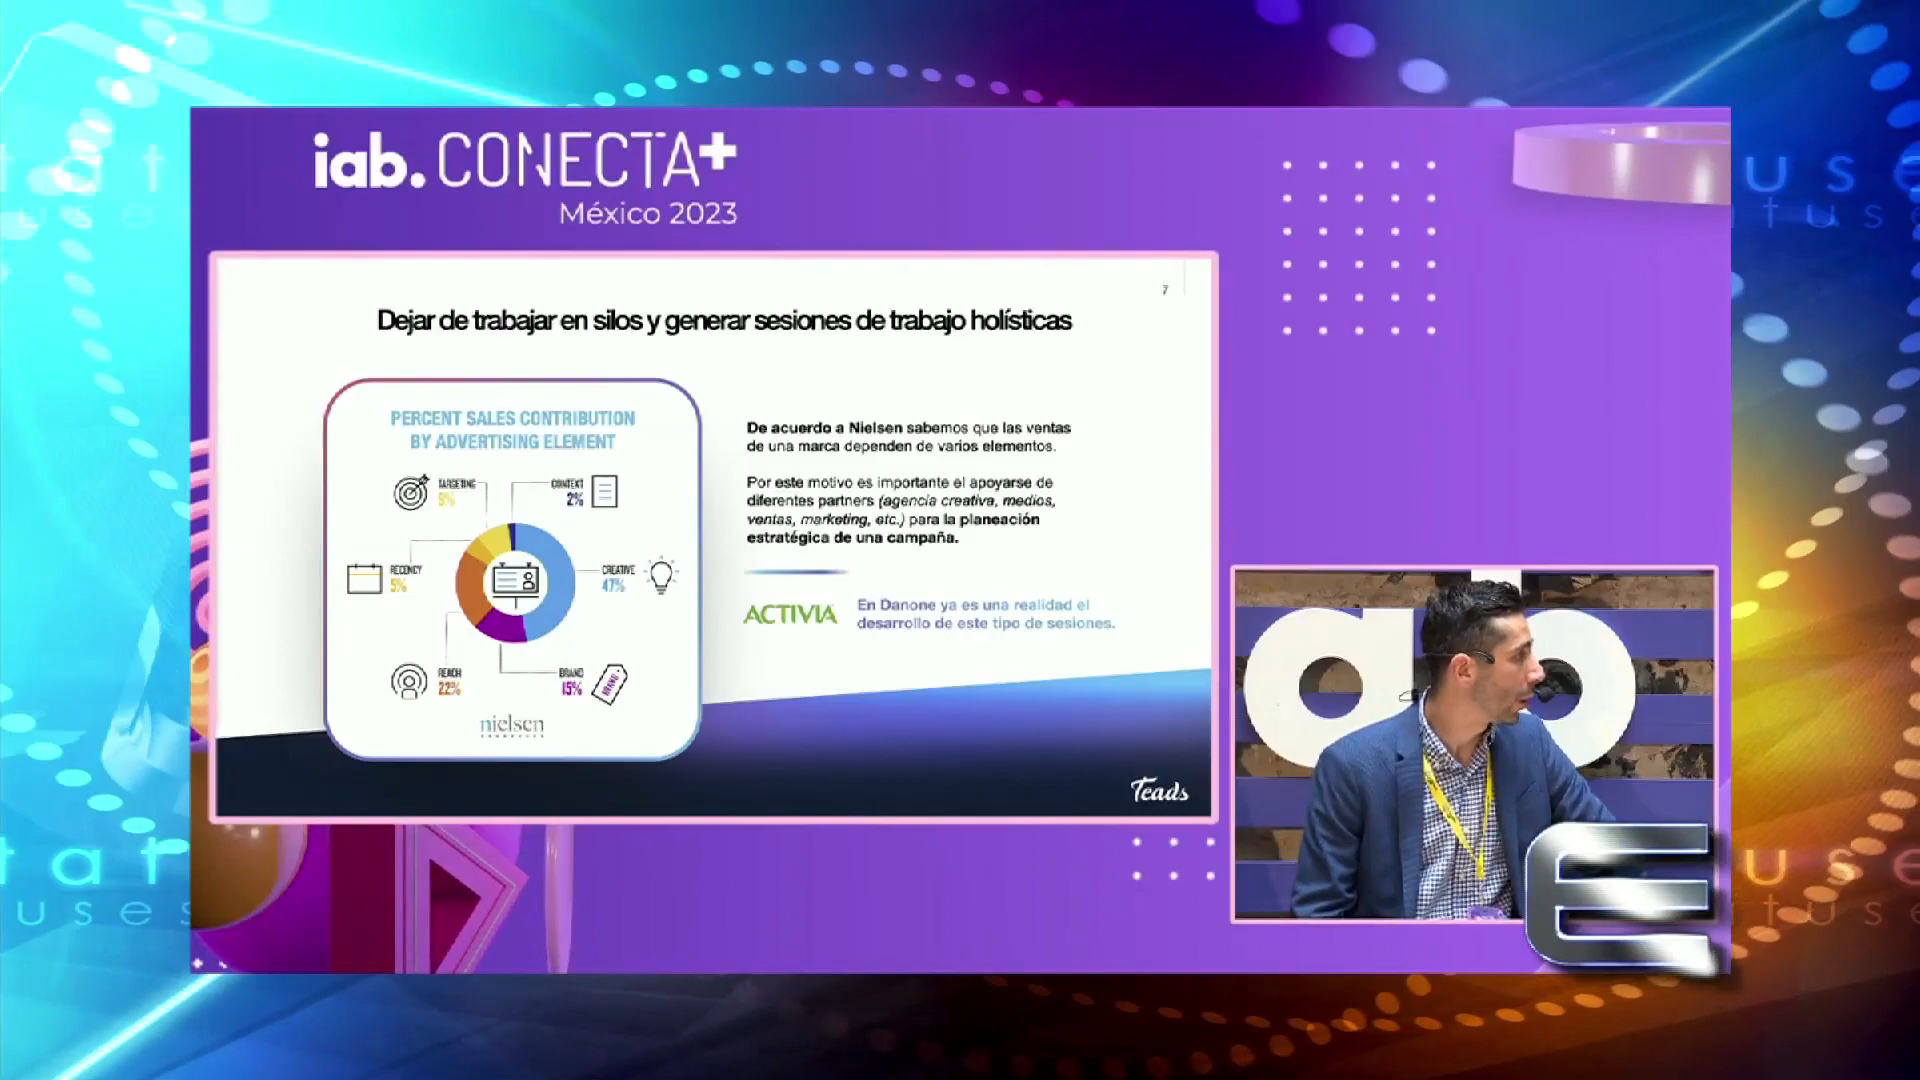 iab.CONECTA+
México 2023
7
Dejar de trabajar en silos y generar sesiones de trabajo holísticas
PERCENT SALES CONTRIBUTION
BY ADVERTISING ELEMENT
TARGETING
9%
CONTEXT
2%
RECENCY
5%
CREATIVE
47%
REACH
22%
BRAND
15%
BRAND
nielsen
De acuerdo a Nielsen sabemos que las ventas
de una marca dependen de varios elementos.
Por este motivo es importante el apoyarse de
diferentes partners (agencia creativa, medios,
ventas, marketing, etc.) para la planeación
estratégica de una campaña.
ACTIVIA
En Danone ya es una realidad el
desarrollo de este tipo de sesiones.
Teads
E